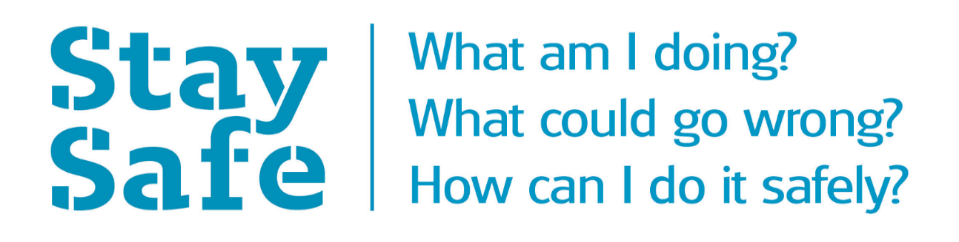 Stay
Safe
What am I doing?
What could go wrong?
How can I do it safely?